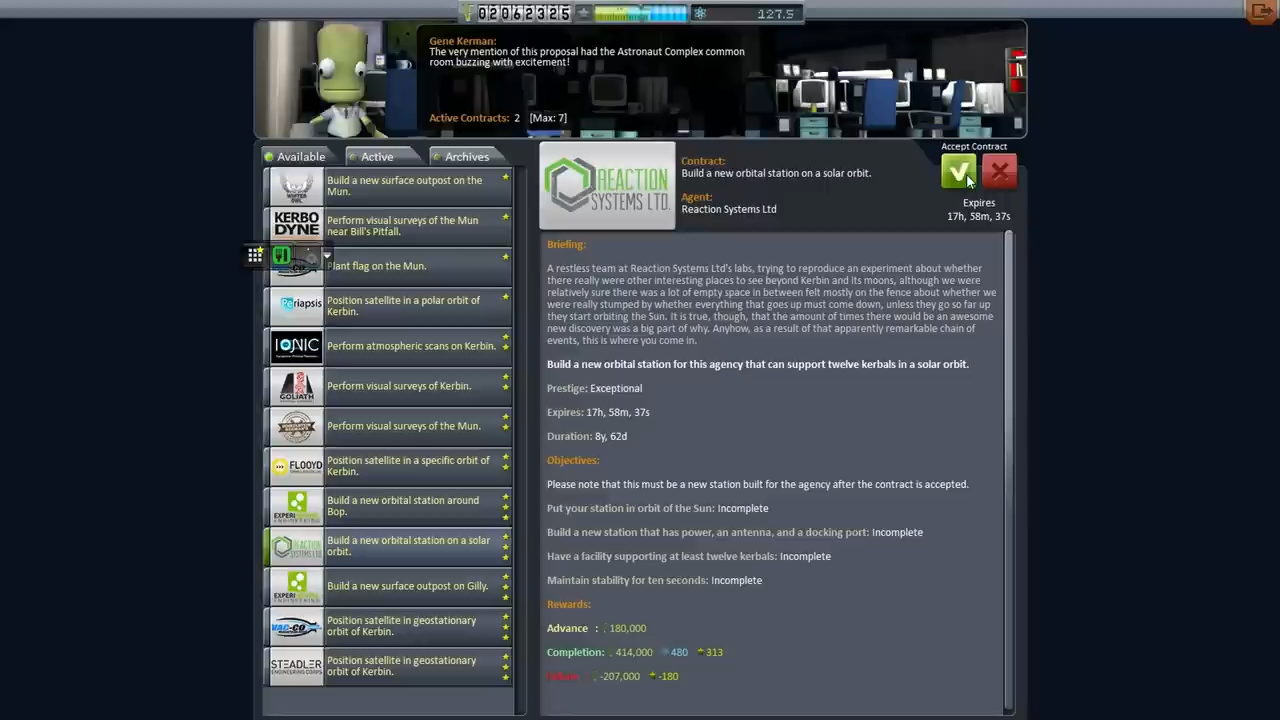 02062325
127.5
Gene Kerman:
The very mention of this proposal had the Astronaut Complex common
room buzzing with excitement!
Active Contracts: 2 [Max: 7]
Available
Active
Archives
Build a new surface outpost on the
Mun.
KERBO
DYNE
Perform visual surveys of the Mun
near Bill's Pitfall.
Plant flag on the Mun.
Periapsis
Position satellite in a polar orbit of
Kerbin.
IONIC
Perform atmospheric scans on Kerbin.
GOLIATH
Perform visual surveys of Kerbin.
Perform visual surveys of the Mun.
FLOOYD
Position satellite in a specific orbit of
Kerbin.
Build a new orbital station around
Bop.
REACTION
SYSTEMS LTD
Build a new orbital station on a solar
orbit.
Build a new surface outpost on Gilly.
VAC-CO
Position satellite in geostationary
orbit of Kerbin.
STEADLER
ENGINEERING CORPS
Position satellite in geostationary
orbit of Kerbin.
REACTION
SYSTEMS LTD.
Contract:
Build a new orbital station on a solar orbit.
Agent:
Reaction Systems Ltd
Accept Contract
Expires
17h, 58m, 37s
Briefing:
A restless team at Reaction Systems Ltd's labs, trying to reproduce an experiment about whether
there really were other interesting places to see beyond Kerbin and its moons, although we were
relatively sure there was a lot of empty space in between felt mostly on the fence about whether we
were really stumped by whether everything that goes up must come down, unless they go so far up
they start orbiting the Sun. It is true, though, that the amount of times there would be an awesome
new discovery was a big part of why. Anyhow, as a result of that apparently remarkable chain of
events, this is where you come in.
Build a new orbital station for this agency that can support twelve kerbals in a solar orbit.
Prestige: Exceptional
Expires: 17h, 58m, 37s
Duration: 8y, 62d
Objectives:
Please note that this must be a new station built for the agency after the contract is accepted.
Put your station in orbit of the Sun: Incomplete
Build a new station that has power, an antenna, and a docking port: Incomplete
Have a facility supporting at least twelve kerbals: Incomplete
Maintain stability for ten seconds: Incomplete
Rewards:
Advance : 180,000
Completion: 414,000 480 +313
Failure: -207,000 -180